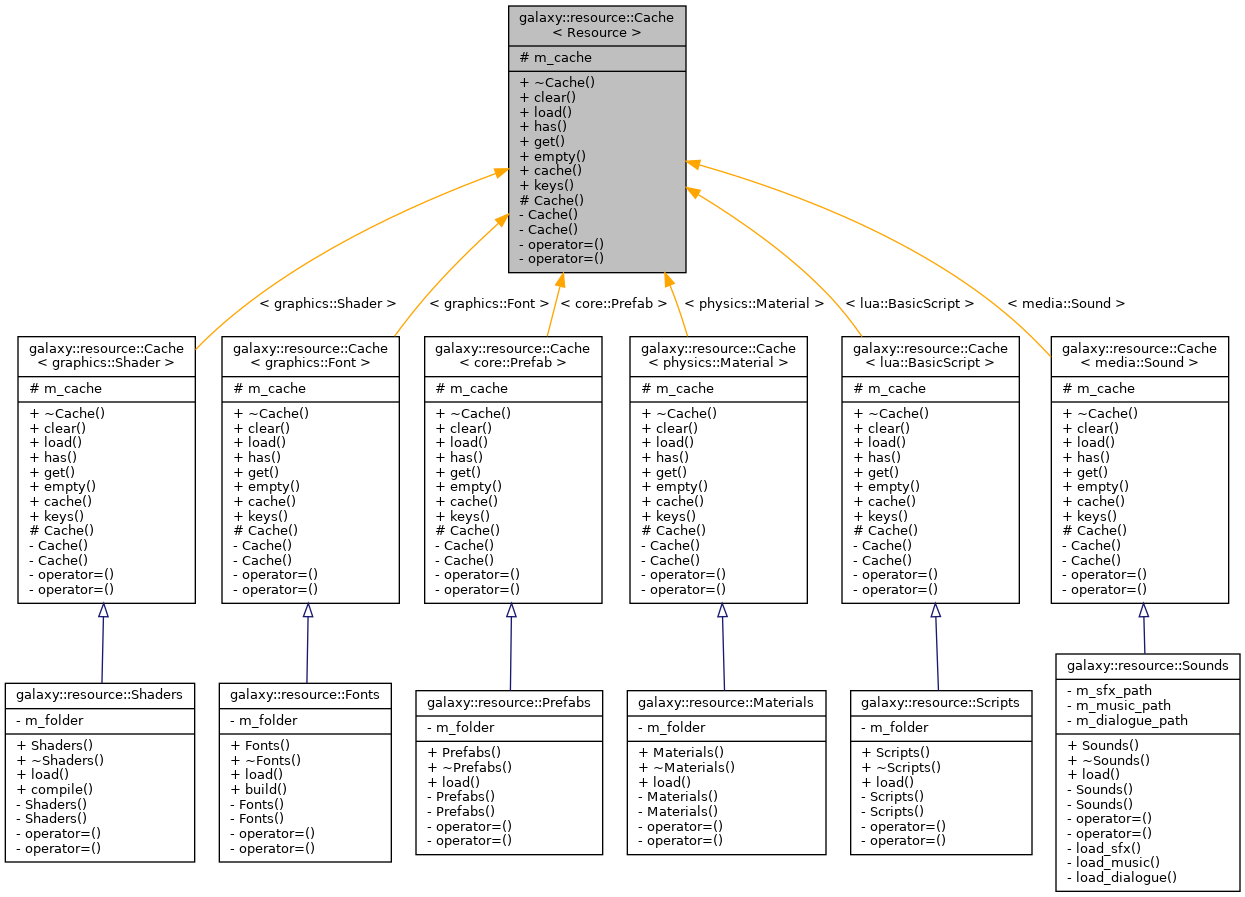 galaxy::resource::Cache
< Resource >
# m_cache
+ ~Cache()
+ clear()
+ load()
+ has()
+ get()
+ empty()
+ cache()
+ keys()
# Cache()
- Cache()
- Cache()
- operator=()
- operator=()
< graphics::Shader >
< graphics::Font >
< core::Prefab >
< physics::Material >
< lua::BasicScript >
< media::Sound >
galaxy::resource::Cache
< graphics::Shader >
# m_cache
+ ~Cache()
+ clear()
+ load()
+ has()
+ get()
+ empty()
+ cache()
+ keys()
# Cache()
- Cache()
- Cache()
- operator=()
- operator=()
galaxy::resource::Cache
< graphics::Font >
# m_cache
+ ~Cache()
+ clear()
+ load()
+ has()
+ get()
+ empty()
+ cache()
+ keys()
# Cache()
- Cache()
- Cache()
- operator=()
- operator=()
galaxy::resource::Cache
< core::Prefab >
# m_cache
+ ~Cache()
+ clear()
+ load()
+ has()
+ get()
+ empty()
+ cache()
+ keys()
# Cache()
- Cache()
- Cache()
- operator=()
- operator=()
galaxy::resource::Cache
< physics::Material >
# m_cache
+ ~Cache()
+ clear()
+ load()
+ has()
+ get()
+ empty()
+ cache()
+ keys()
# Cache()
- Cache()
- Cache()
- operator=()
- operator=()
galaxy::resource::Cache
< lua::BasicScript >
# m_cache
+ ~Cache()
+ clear()
+ load()
+ has()
+ get()
+ empty()
+ cache()
+ keys()
# Cache()
- Cache()
- Cache()
- operator=()
- operator=()
galaxy::resource::Cache
< media::Sound >
# m_cache
+ ~Cache()
+ clear()
+ load()
+ has()
+ get()
+ empty()
+ cache()
+ keys()
# Cache()
- Cache()
- Cache()
- operator=()
- operator=()
galaxy::resource::Shaders
- m_folder
+ Shaders()
+ ~Shaders()
+ load()
+ compile()
- Shaders()
- Shaders()
- operator=()
- operator=()
galaxy::resource::Fonts
- m_folder
+ Fonts()
+ ~Fonts()
+ load()
+ build()
- Fonts()
- Fonts()
- operator=()
- operator=()
galaxy::resource::Prefabs
- m_folder
+ Prefabs()
+ ~Prefabs()
+ load()
- Prefabs()
- Prefabs()
- operator=()
- operator=()
galaxy::resource::Materials
- m_folder
+ Materials()
+ ~Materials()
+ load()
- Materials()
- Materials()
- operator=()
- operator=()
galaxy::resource::Scripts
- m_folder
+ Scripts()
+ ~Scripts()
+ load()
- Scripts()
- Scripts()
- operator=()
- operator=()
galaxy::resource::Sounds
- m_sfx_path
- m_music_path
- m_dialogue_path
+ Sounds()
+ ~Sounds()
+ load()
- Sounds()
- Sounds()
- operator=()
- operator=()
- load_sfx()
- load_music()
- load_dialogue()